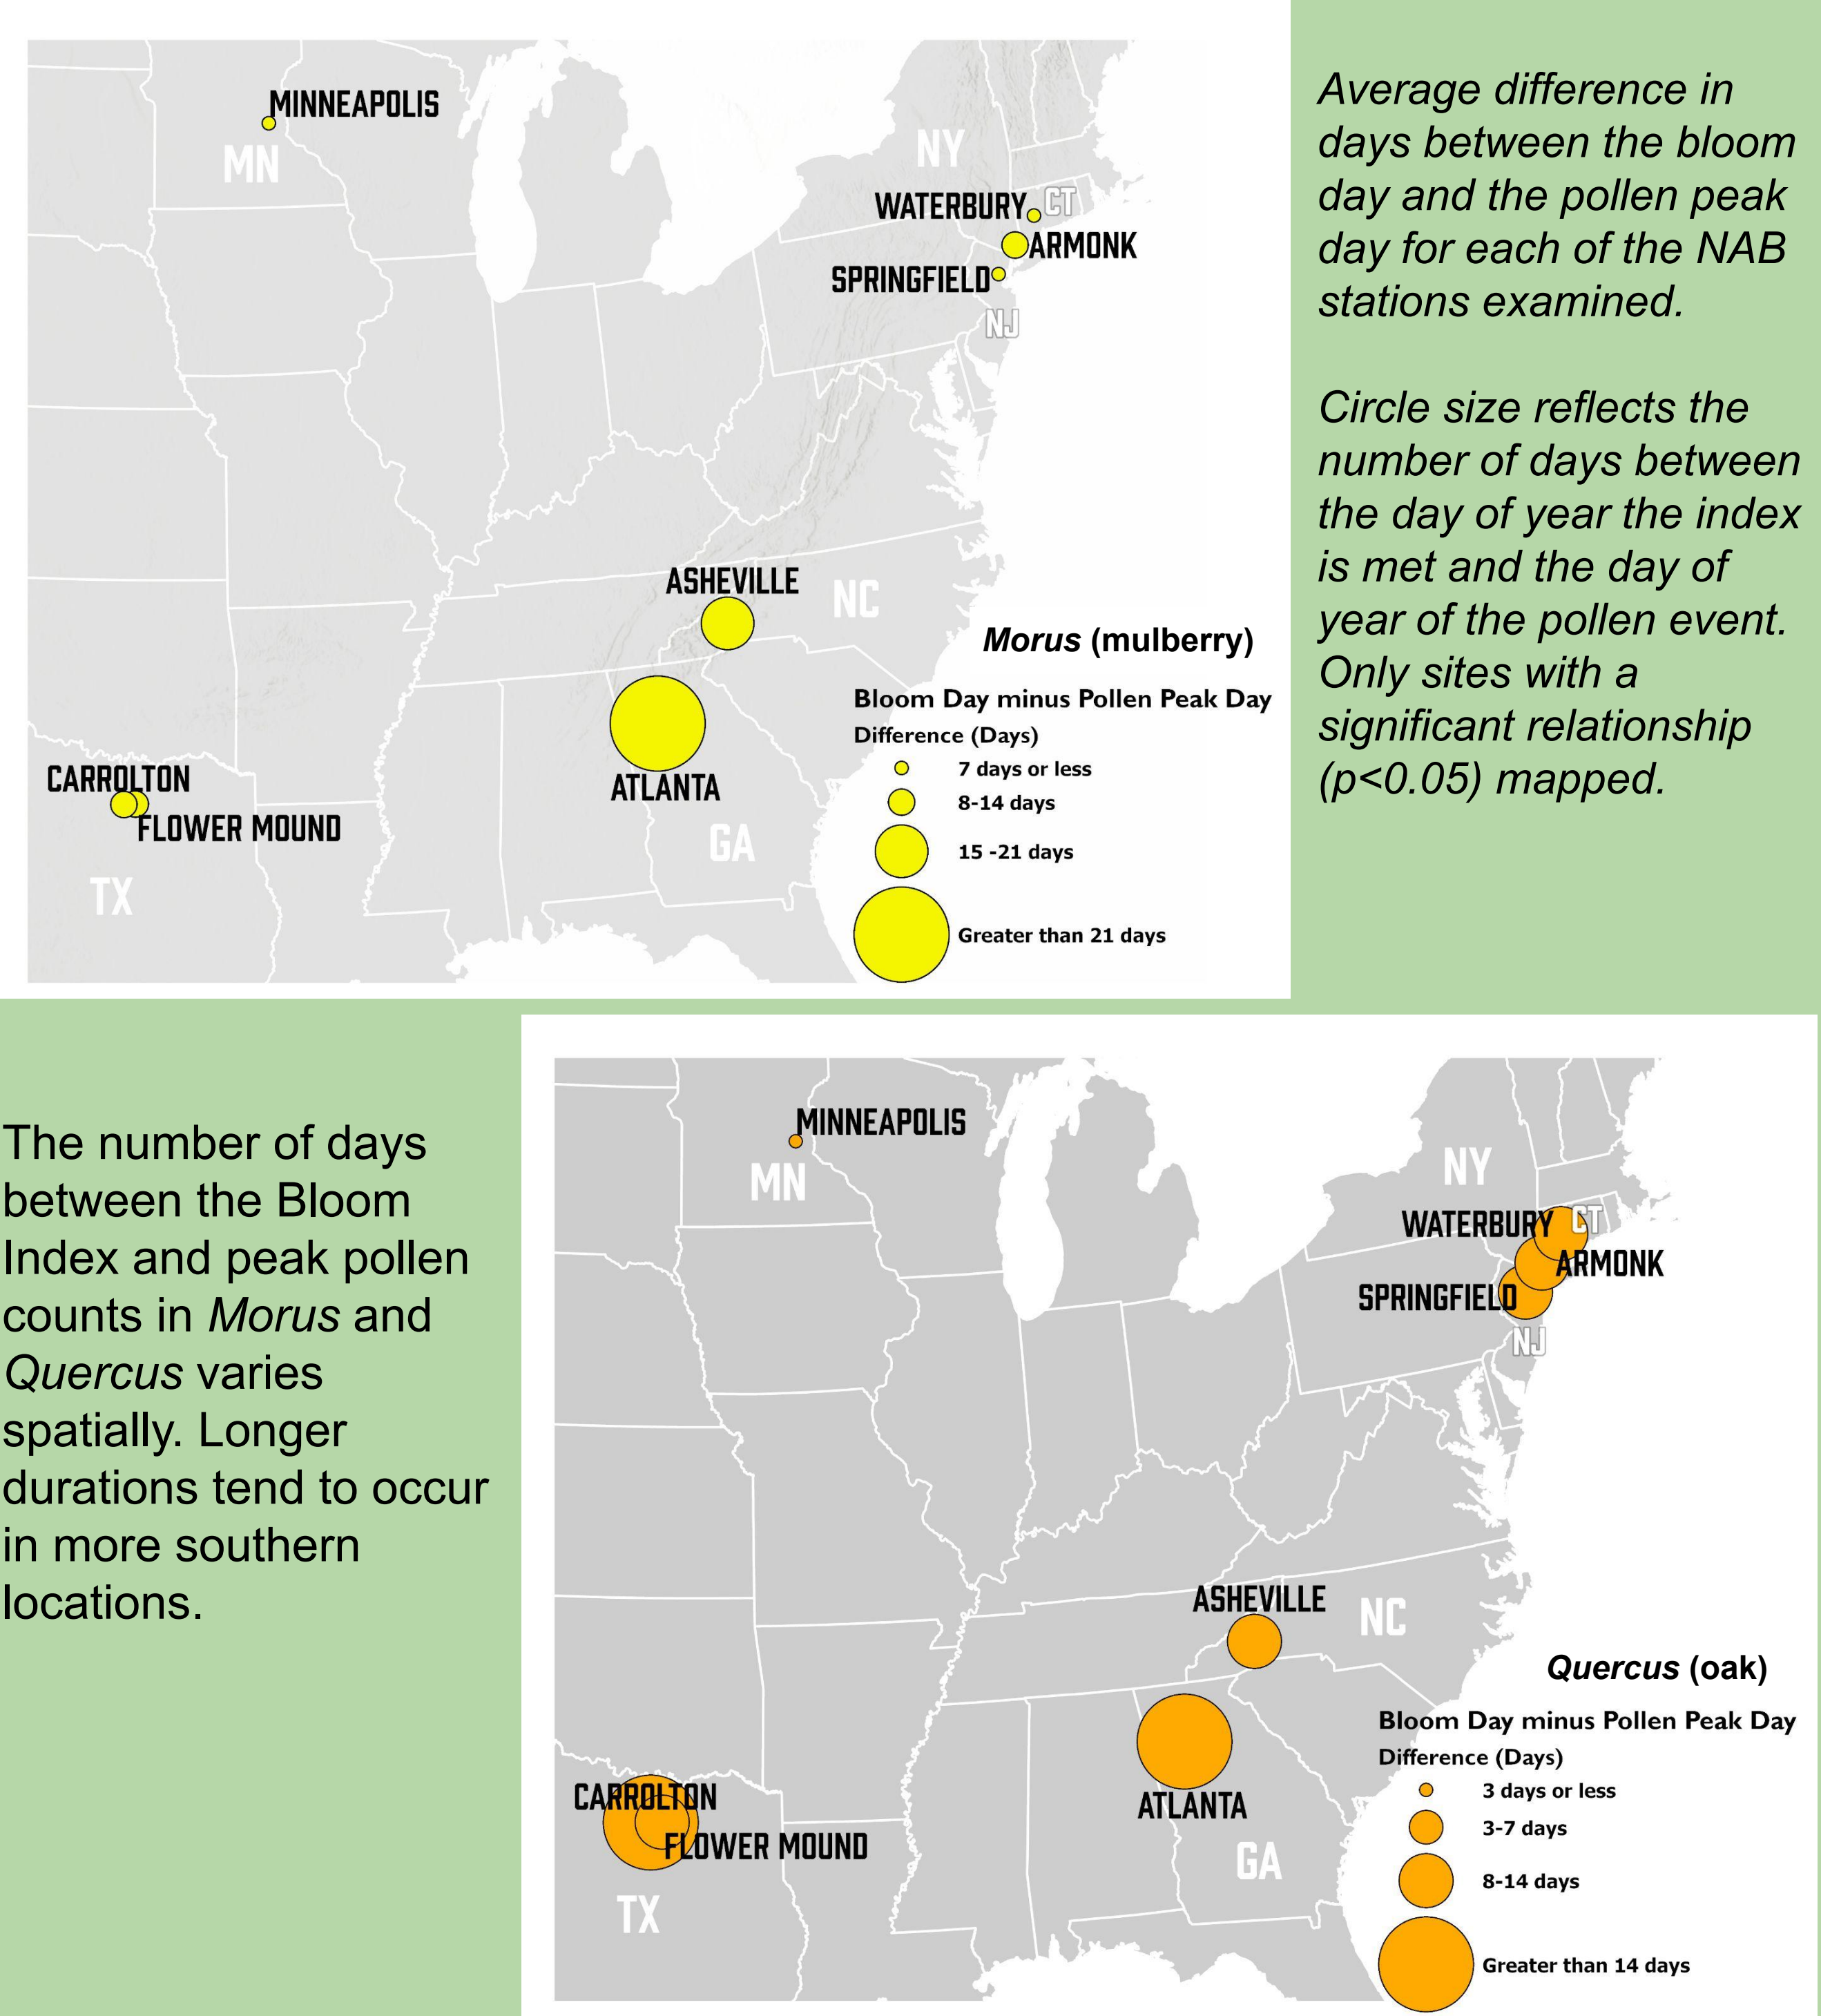 MINNEAPOLIS
MN
NY
WATERBURY
CT
ARMONK
SPRINGFIELD
NJ
ASHEVILLE
NC
ATLANTA
GA
CARROLTON
FLOWER MOUND
TX
Morus (mulberry)
Bloom Day minus Pollen Peak Day
Difference (Days)
7 days or less
8-14 days
15 -21 days
Greater than 21 days
Average difference in
days between the bloom
day and the pollen peak
day for each of the NAB
stations examined.
Circle size reflects the
number of days between
the day of year the index
is met and the day of
year of the pollen event.
Only sites with a
significant relationship
(p<0.05) mapped.
The number of days
between the Bloom
Index and peak pollen
counts in Morus and
Quercus varies
spatially. Longer
durations tend to occur
in more southern
locations.
MINNEAPOLIS
MN
NY
WATERBURY
CT
ARMONK
SPRINGFIELD
NJ
ASHEVILLE
NC
ATLANTA
GA
CARROLTON
FLOWER MOUND
TX
Quercus (oak)
Bloom Day minus Pollen Peak Day
Difference (Days)
3 days or less
3-7 days
8-14 days
Greater than 14 days